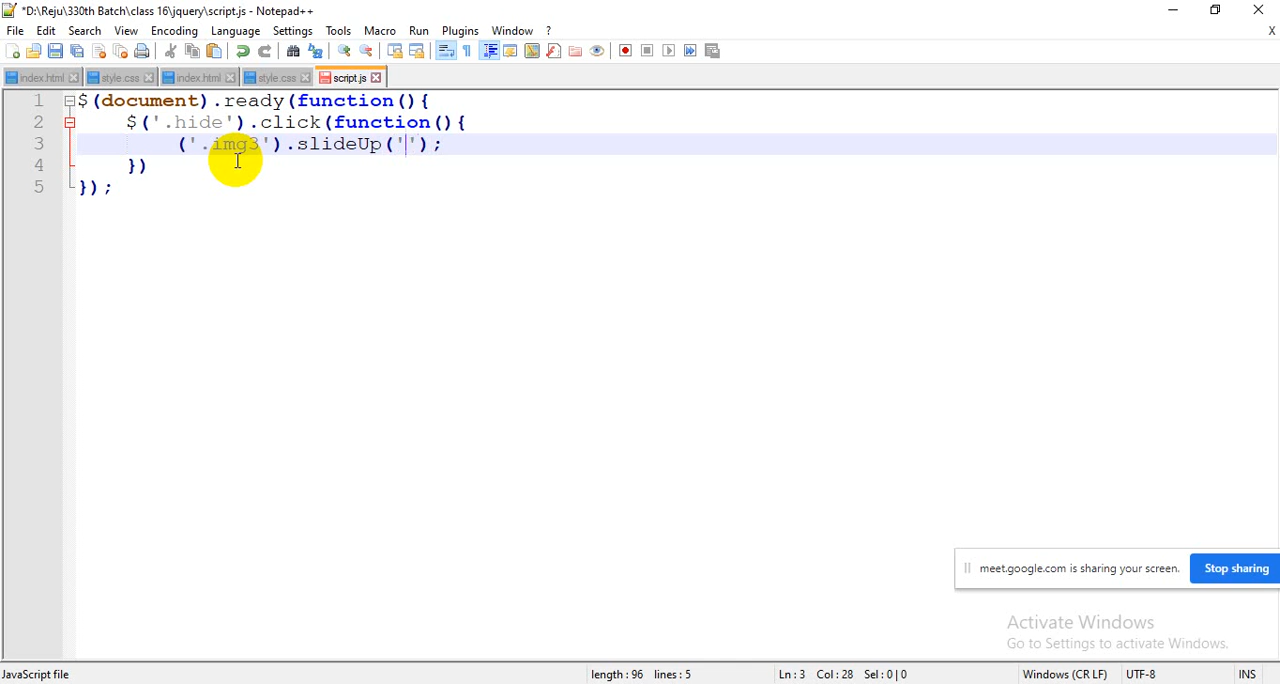 *D:\Reju\330th Batch\class 16\jquery\script.js - Notepad++
File Edit Search View Encoding Language Settings Tools Macro Run Plugins Window ? X
index.html style.css index.html style.css script.js
1 $(document).ready(function(){
2 $('.hide').click(function(){
3 ('.img3').slideUp('');
4 })
5 });
meet.google.com is sharing your screen. Stop sharing
Activate Windows
Go to Settings to activate Windows.
JavaScript file length : 96 lines : 5 Ln : 3 Col : 28 Sel : 0 | 0 Windows (CR LF) UTF-8 INS